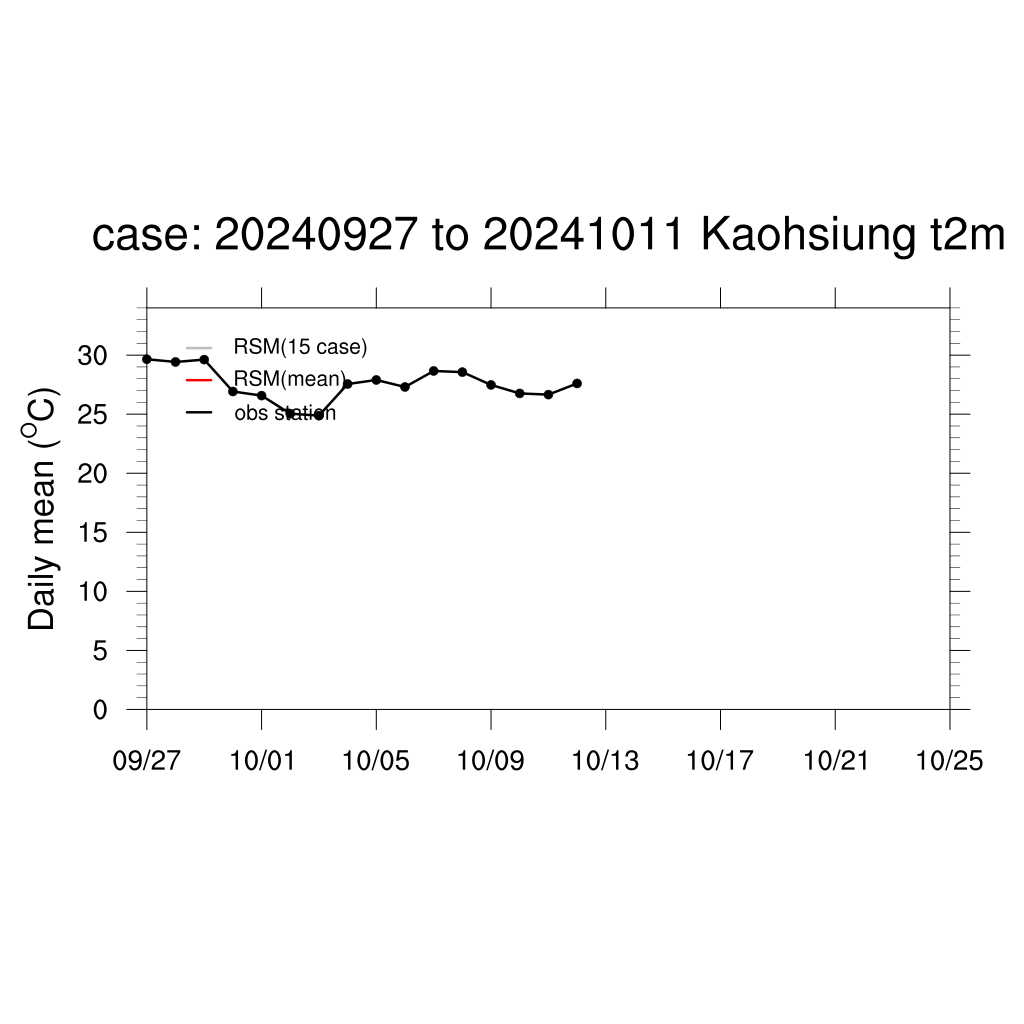 case: 20240927 to 20241011 Kaohsiung t2m
Daily mean (°C)
30
25
20
15
10
5
0
RSM(15 case)
RSM(mean)
obs station
09/27 10/01 10/05 10/09 10/13 10/17 10/21 10/25